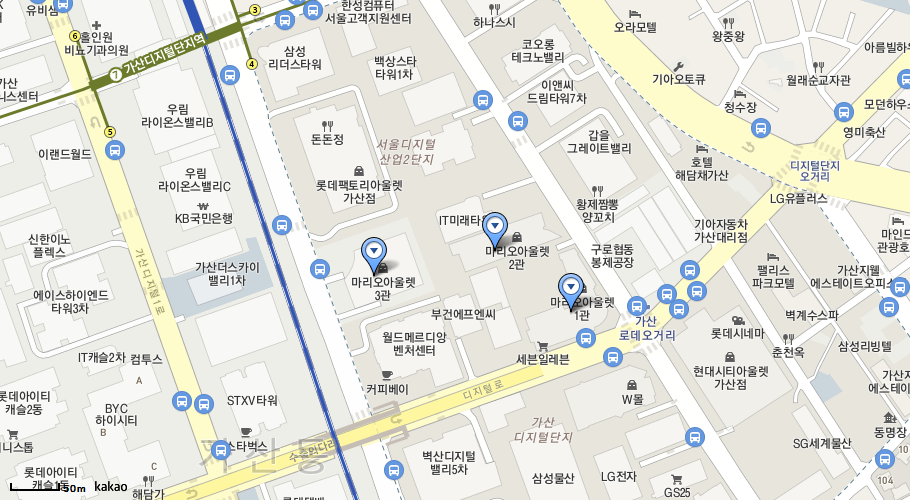 유비심
한성컴퓨터
서울고객지원센터
3
하나스시
오라모텔
왕중왕
6
홀인원
비뇨기과의원
삼성
리더스타워
4
백상스타
타워1차
코오롱
테크노밸리
기아오토큐
아름빌하우
월래순교자관
7
가산디지털단지역
가산
니스센터
이앤씨
드림타워7차
청수장
모던하우스
우림
라이온스밸리B
5
돈돈정
갑을
그레이트밸리
영미축산
이랜드월드
서울디지털
산업2단지
호텔
해담채가산
디지털단지
오거리
우림
라이온스밸리C
롯데팩토리아울렛
가산점
LG유플러스
KB국민은행
IT미래타워
황제짬뽕
양꼬치
기아자동차
가산대리점
마인드
관광호
신한이노
플렉스
가산 디지털 1로
마리오아울렛
2관
구로협동
봉제공장
가산더스카이
밸리1차
마리오아울렛
3관
팰리스
파크모텔
가산지웰
에스테이트오피스
에이스하이엔드
타워3차
마리오아울렛
1관
부건에프엔씨
가산
로데오거리
벽계수스파
월드메르디앙
벤처센터
롯데시네마
IT캐슬2차
컴투스
세븐일레븐
춘천옥
삼성리빙텔
A
커피베이
디지털로
현대시티아울렛
가산점
가산지
에스테이
롯데아이티
캐슬2동
BYC
하이시티
B
STXV타워
W몰
가산
디지털단지
동명장
니스톱
스타벅스
수출의다리
가산동
SG세계물산
C
벽산디지털
밸리5차
삼성물산
LG전자
롯데아이티
캐슬1동
해담가
GS25
104
50m
kakao